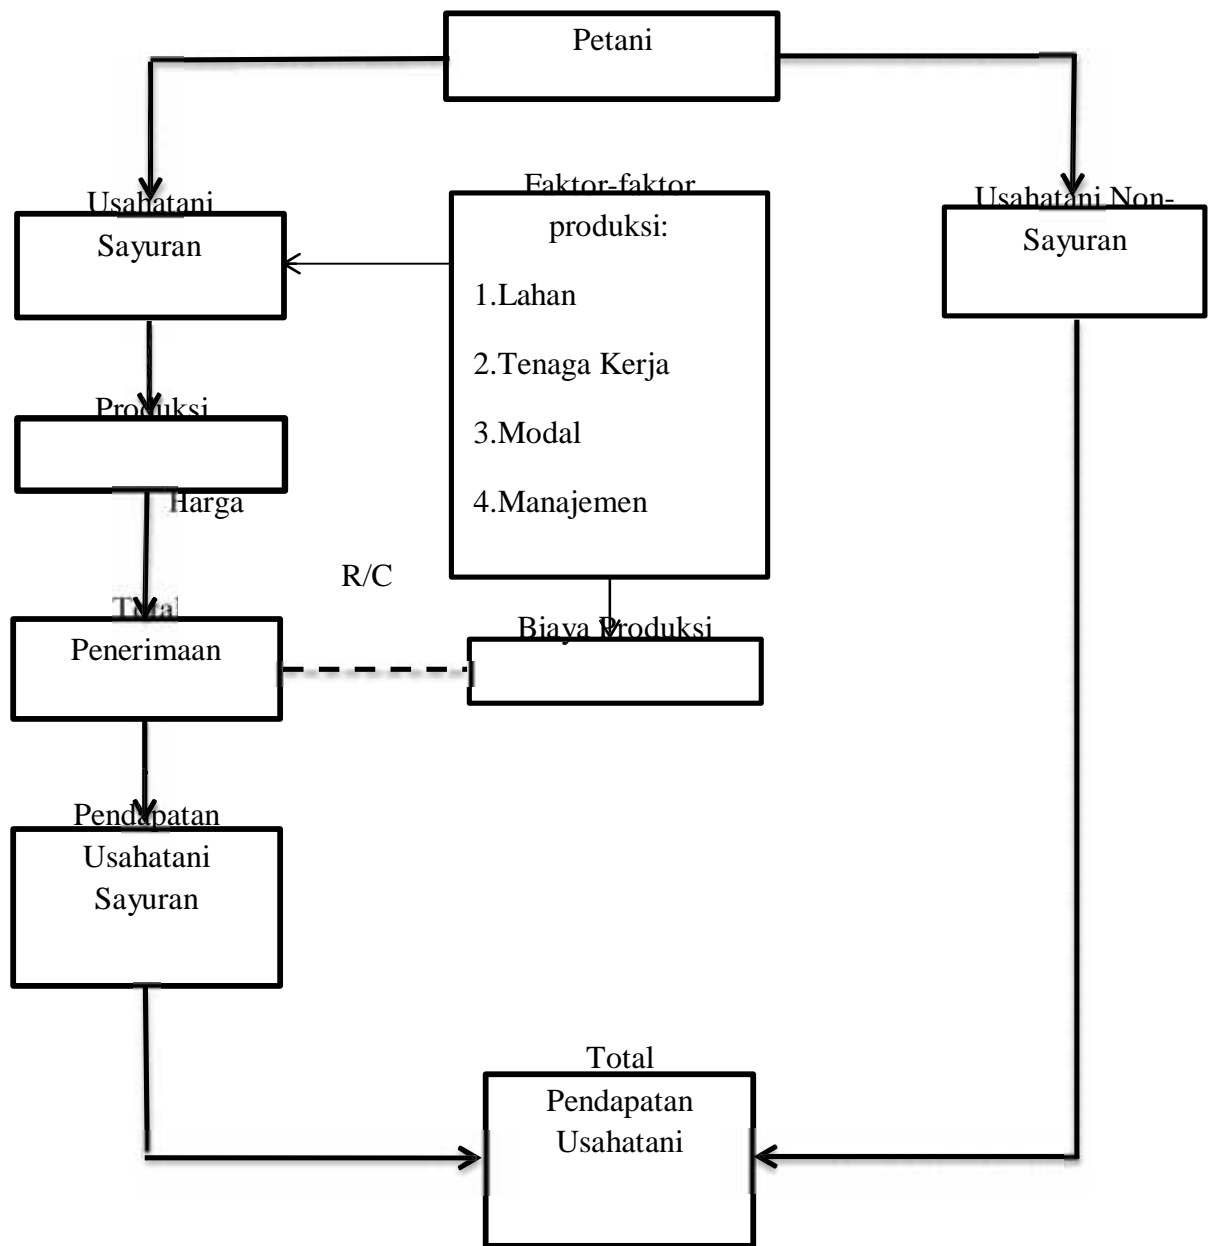 Petani
Usahatani
Sayuran
Faktor-faktor
produksi:
1.Lahan
2.Tenaga Kerja
3.Modal
4.Manajemen
Usahatani Non-
Sayuran
Produksi
Harga
R/C
Total
Penerimaan
Biaya Produksi
Pendapatan
Usahatani
Sayuran
Total
Pendapatan
Usahatani